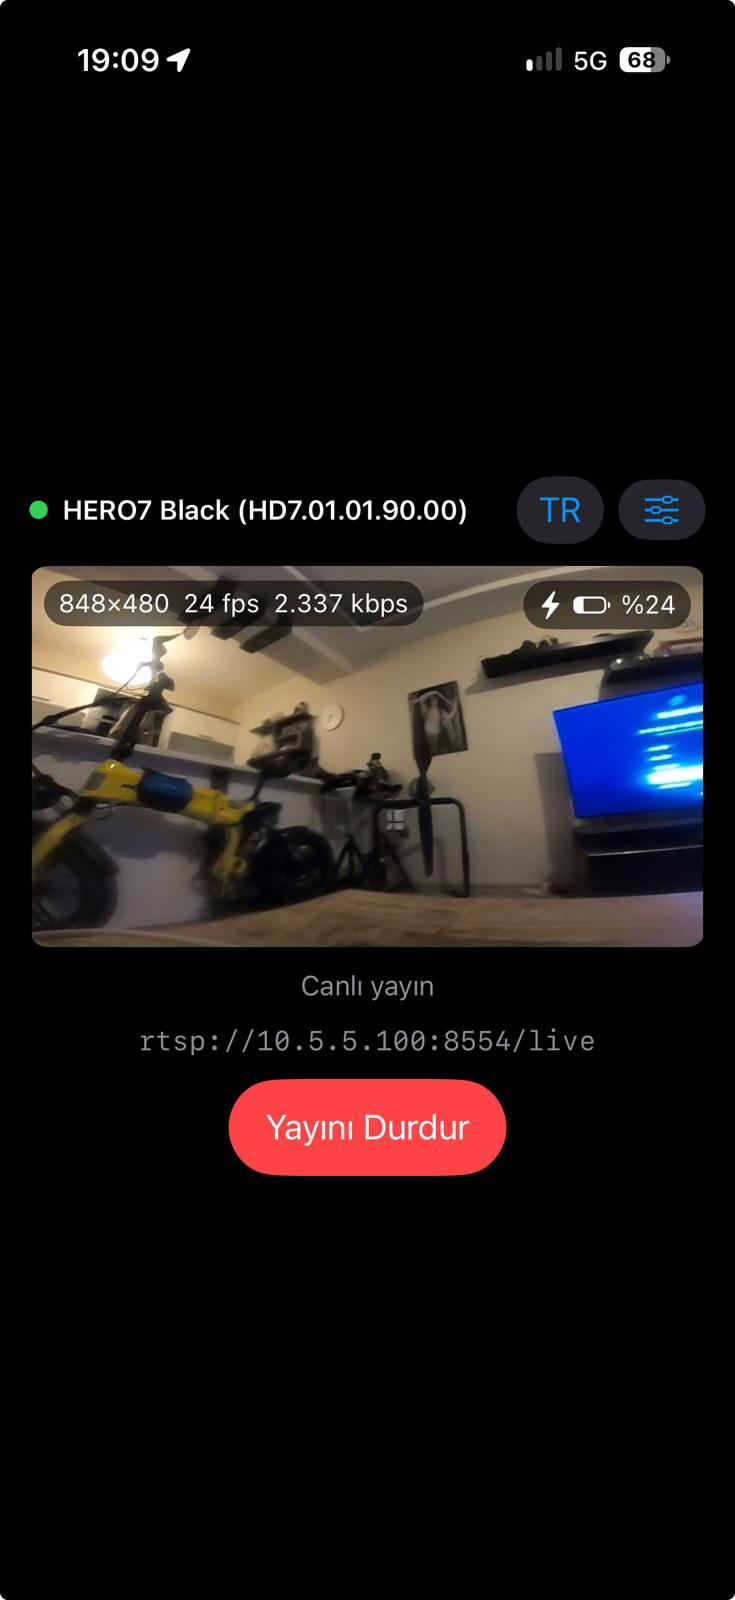 19:09
5G
68
HERO7 Black (HD7.01.01.90.00)
TR
848×480 24 fps 2.337 kbps
%24
Canlı yayın
rtsp://10.5.5.100:8554/live
Yayını Durdur